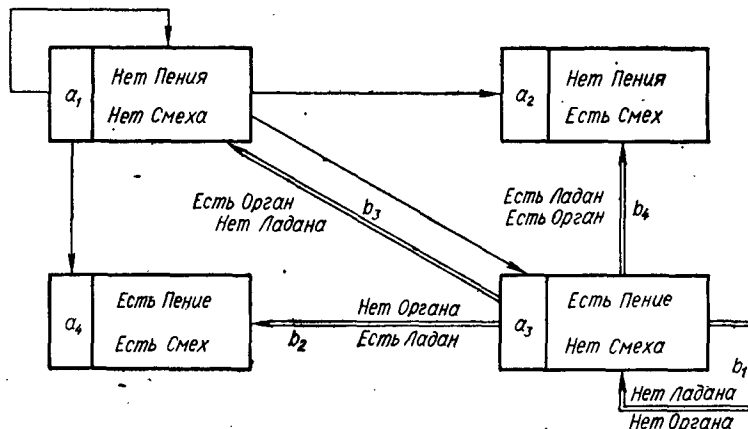 a₁
Нет Пения
Нет Смеха
a₂
Нет Пения
Есть Смех
Есть Орган
Нет Ладана
b₃
Есть Ладан
Есть Орган
b₄
a₄
Есть Пение
Есть Смех
Нет Органа
Есть Ладан
b₂
a₃
Есть Пение
Нет Смеха
b₁
Нет Ладана
Нет Органа